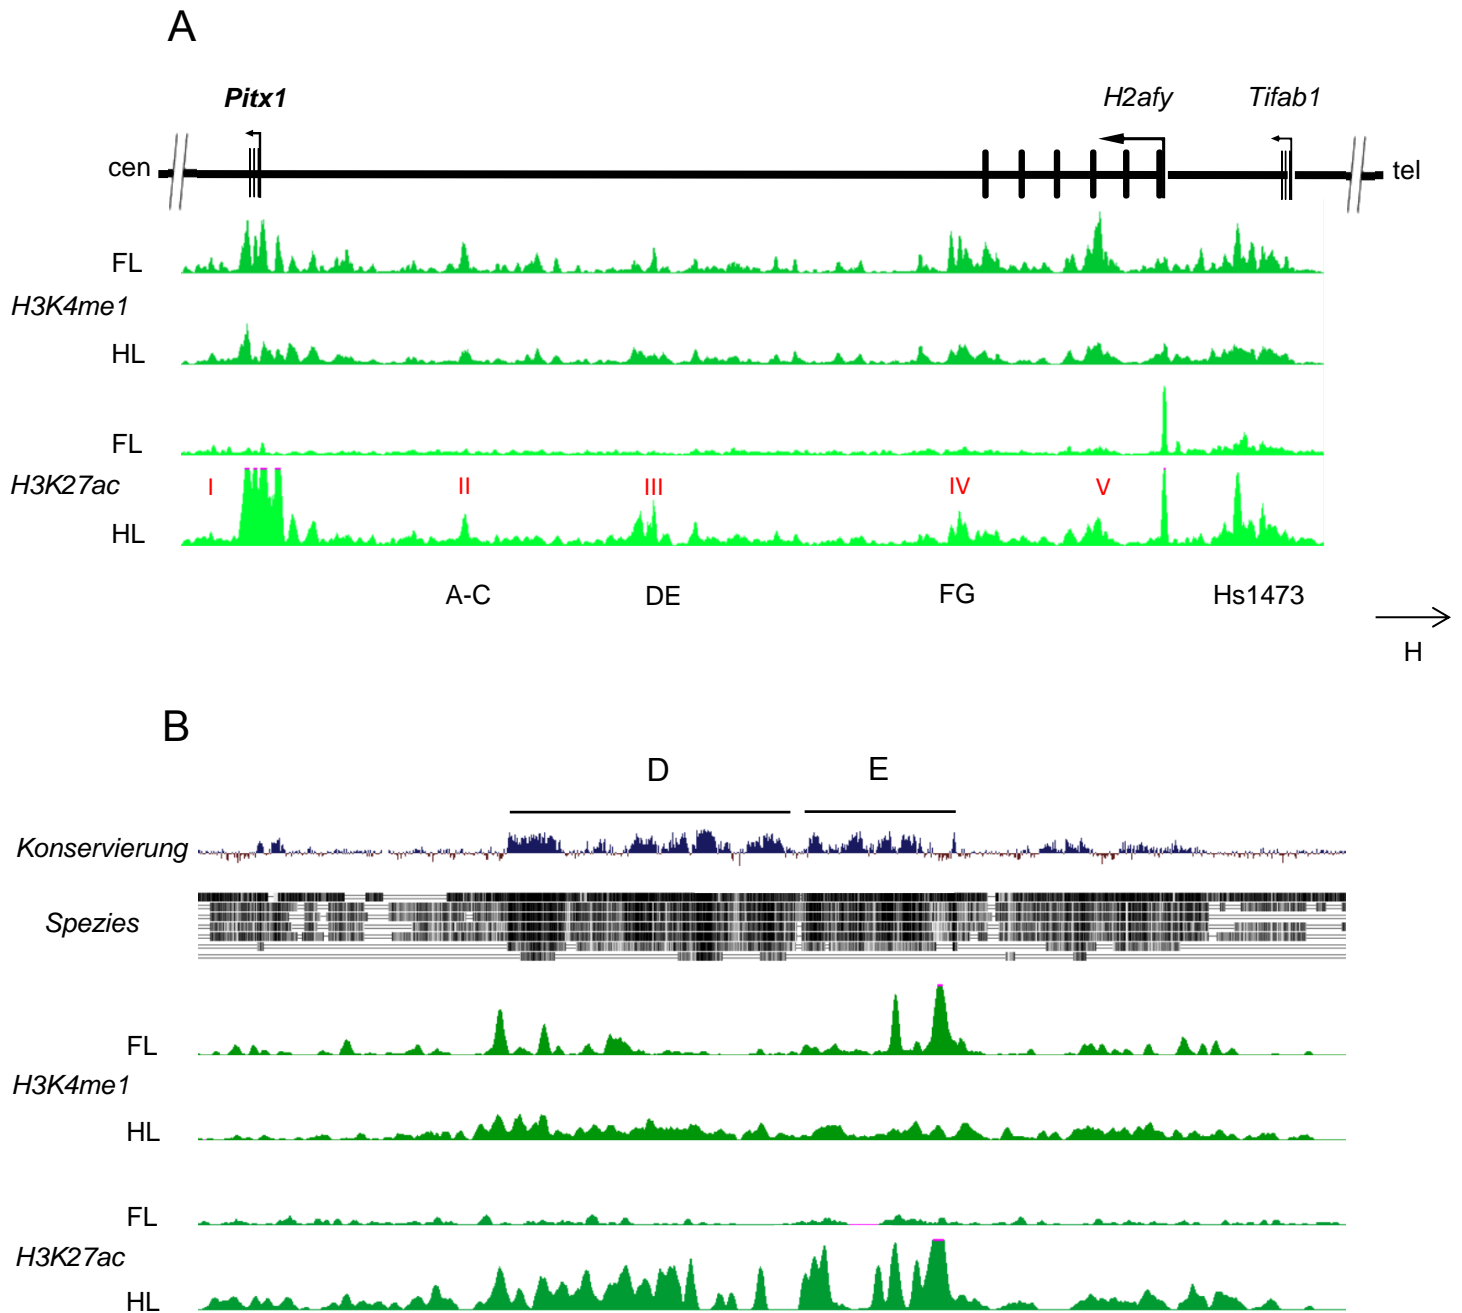 A
Pitx1 H2afy Tifab1
cen tel
FL
H3K4me1
HL
FL
H3K27ac I II III IV V
HL
A-C DE FG Hs1473
H
B
D E
Konservierung
Spezies
FL
H3K4me1
HL
FL
H3K27ac
HL